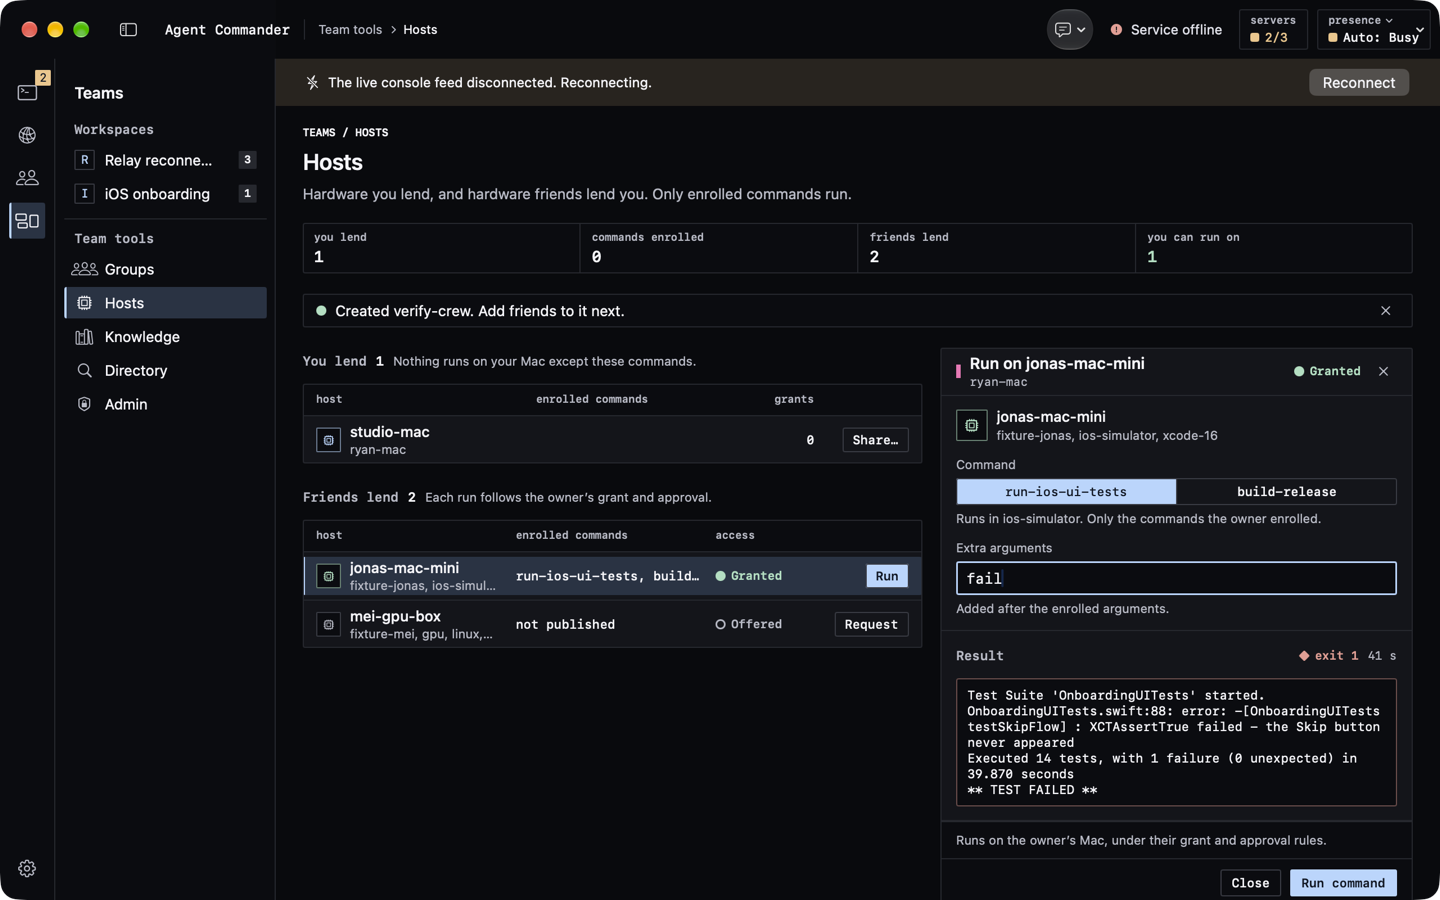 Agent Commander
Team tools > Hosts
Service offline
servers
2/3
presence
Auto: Busy
2
Teams
Workspaces
R Relay reconne... 3
I iOS onboarding 1
Team tools
Groups
Hosts
Knowledge
Directory
Admin
The live console feed disconnected. Reconnecting.
Reconnect
TEAMS / HOSTS
Hosts
Hardware you lend, and hardware friends lend you. Only enrolled commands run.
you lend
1
commands enrolled
0
friends lend
2
you can run on
1
Created verify-crew. Add friends to it next.
You lend 1 Nothing runs on your Mac except these commands.
host enrolled commands grants
studio-mac
ryan-mac
0 Share…
Friends lend 2 Each run follows the owner's grant and approval.
host enrolled commands access
jonas-mac-mini
fixture-jonas, ios-simul...
run-ios-ui-tests, build… Granted Run
mei-gpu-box
fixture-mei, gpu, linux,...
not published Offered Request
Run on jonas-mac-mini
ryan-mac
Granted
jonas-mac-mini
fixture-jonas, ios-simulator, xcode-16
Command
run-ios-ui-tests build-release
Runs in ios-simulator. Only the commands the owner enrolled.
Extra arguments
fail
Added after the enrolled arguments.
Result exit 1 41 s
Test Suite 'OnboardingUITests' started.
OnboardingUITests.swift:88: error: -[OnboardingUITests
testSkipFlow] : XCTAssertTrue failed - the Skip button
never appeared
Executed 14 tests, with 1 failure (0 unexpected) in
39.870 seconds
** TEST FAILED **
Runs on the owner's Mac, under their grant and approval rules.
Close Run command